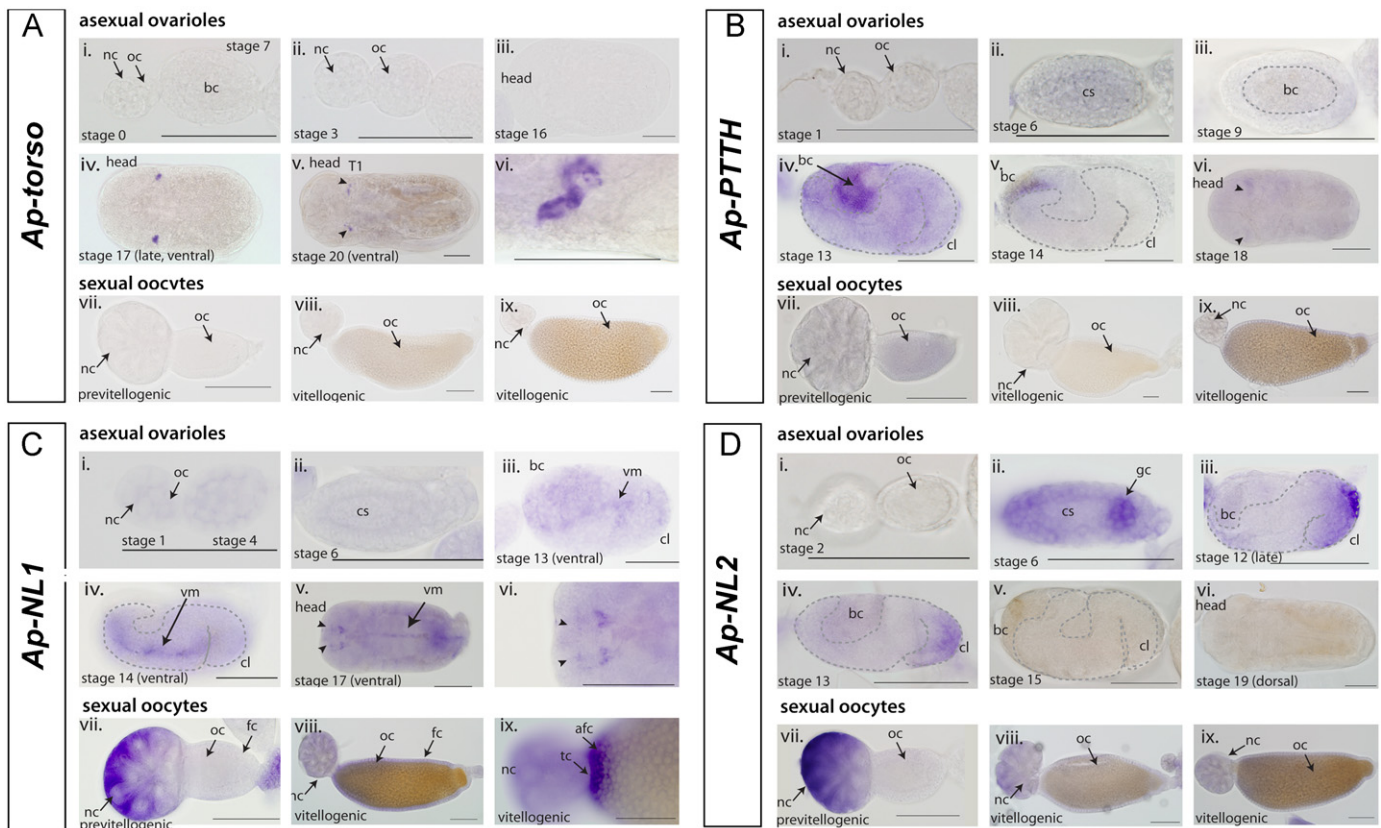 A
Ap-torso
asexual ovarioles
i.
stage 7
nc
oc
bc
stage 0
ii.
nc
oc
stage 3
iii.
head
stage 16
iv.
head
stage 17 (late, ventral)
v.
head
T1
stage 20 (ventral)
vi.
sexual oocytes
vii.
oc
nc
previtellogenic
viii.
oc
nc
vitellogenic
ix.
oc
nc
vitellogenic
B
Ap-PTTH
asexual ovarioles
i.
nc
oc
stage 1
ii.
cs
stage 6
iii.
bc
stage 9
iv.
bc
cl
stage 13
v.
bc
cl
stage 14
vi.
head
stage 18
sexual oocytes
vii.
oc
nc
previtellogenic
viii.
oc
nc
vitellogenic
ix.
nc
oc
vitellogenic
C
Ap-NL1
asexual ovarioles
i.
oc
nc
stage 1
stage 4
ii.
cs
stage 6
iii.
bc
vm
cl
stage 13 (ventral)
iv.
vm
cl
stage 14 (ventral)
v.
vm
head
stage 17 (ventral)
vi.
sexual oocytes
vii.
oc
fc
nc
previtellogenic
viii.
oc
fc
nc
vitellogenic
ix.
afc
tc
nc
vitellogenic
D
Ap-NL2
asexual ovarioles
i.
oc
nc
stage 2
ii.
gc
cs
stage 6
iii.
bc
cl
stage 12 (late)
iv.
bc
cl
stage 13
v.
bc
cl
stage 15
vi.
head
stage 19 (dorsal)
sexual oocytes
vii.
oc
nc
previtellogenic
viii.
oc
nc
vitellogenic
ix.
nc
oc
vitellogenic